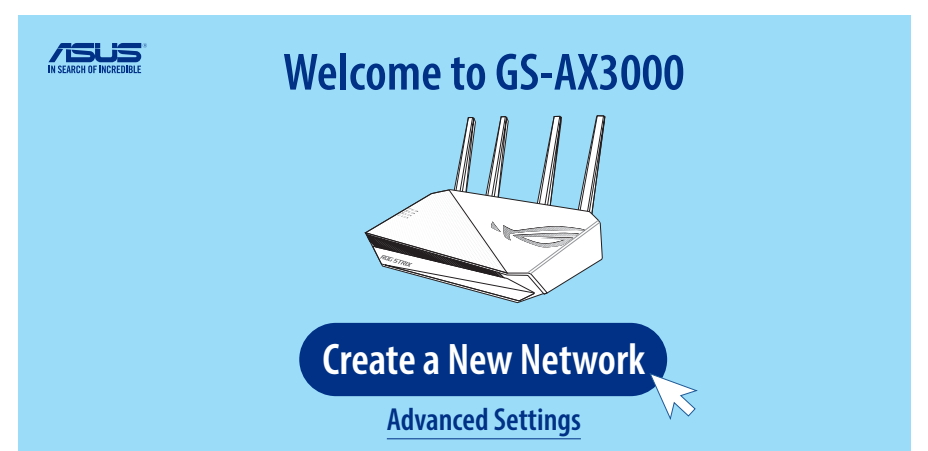 ASUS
IN SEARCH OF INCREDIBLE
Welcome to GS-AX3000
ROG STRIX
Create a New Network
Advanced Settings